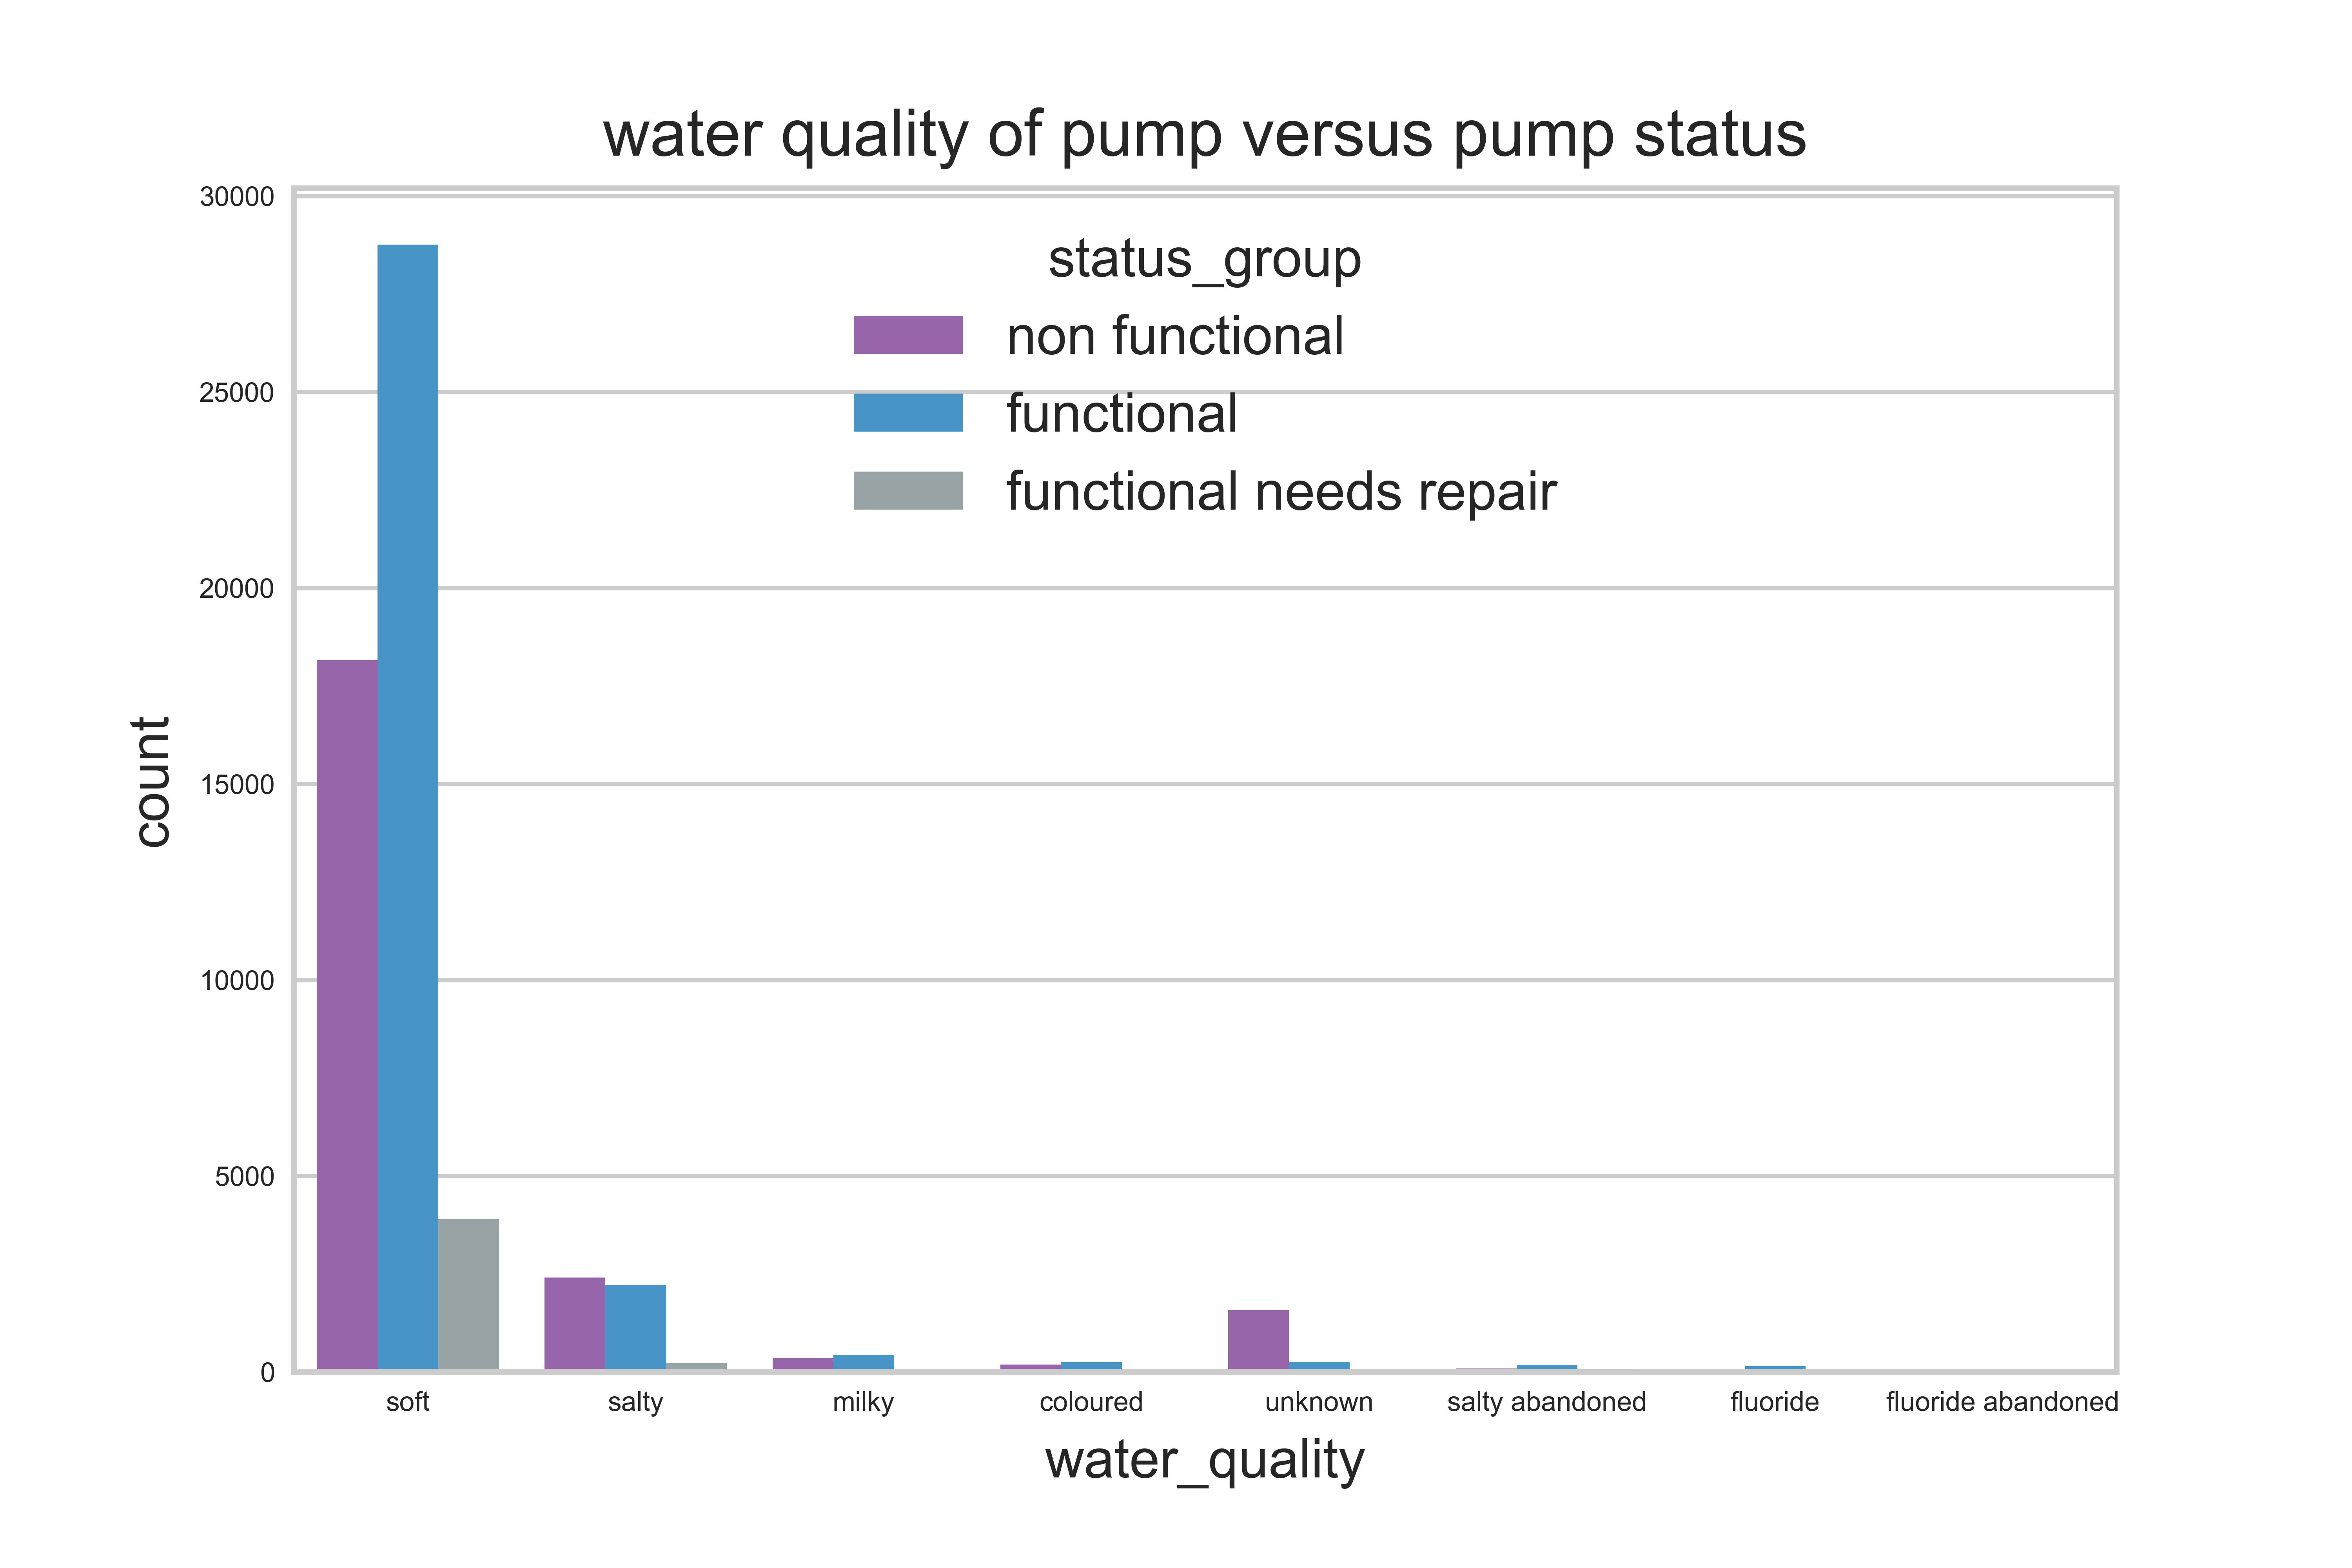 water quality of pump versus pump status
status_group
non functional
functional
functional needs repair
30000
25000
20000
15000
10000
5000
0
count
soft salty milky coloured unknown salty abandoned fluoride fluoride abandoned
water_quality